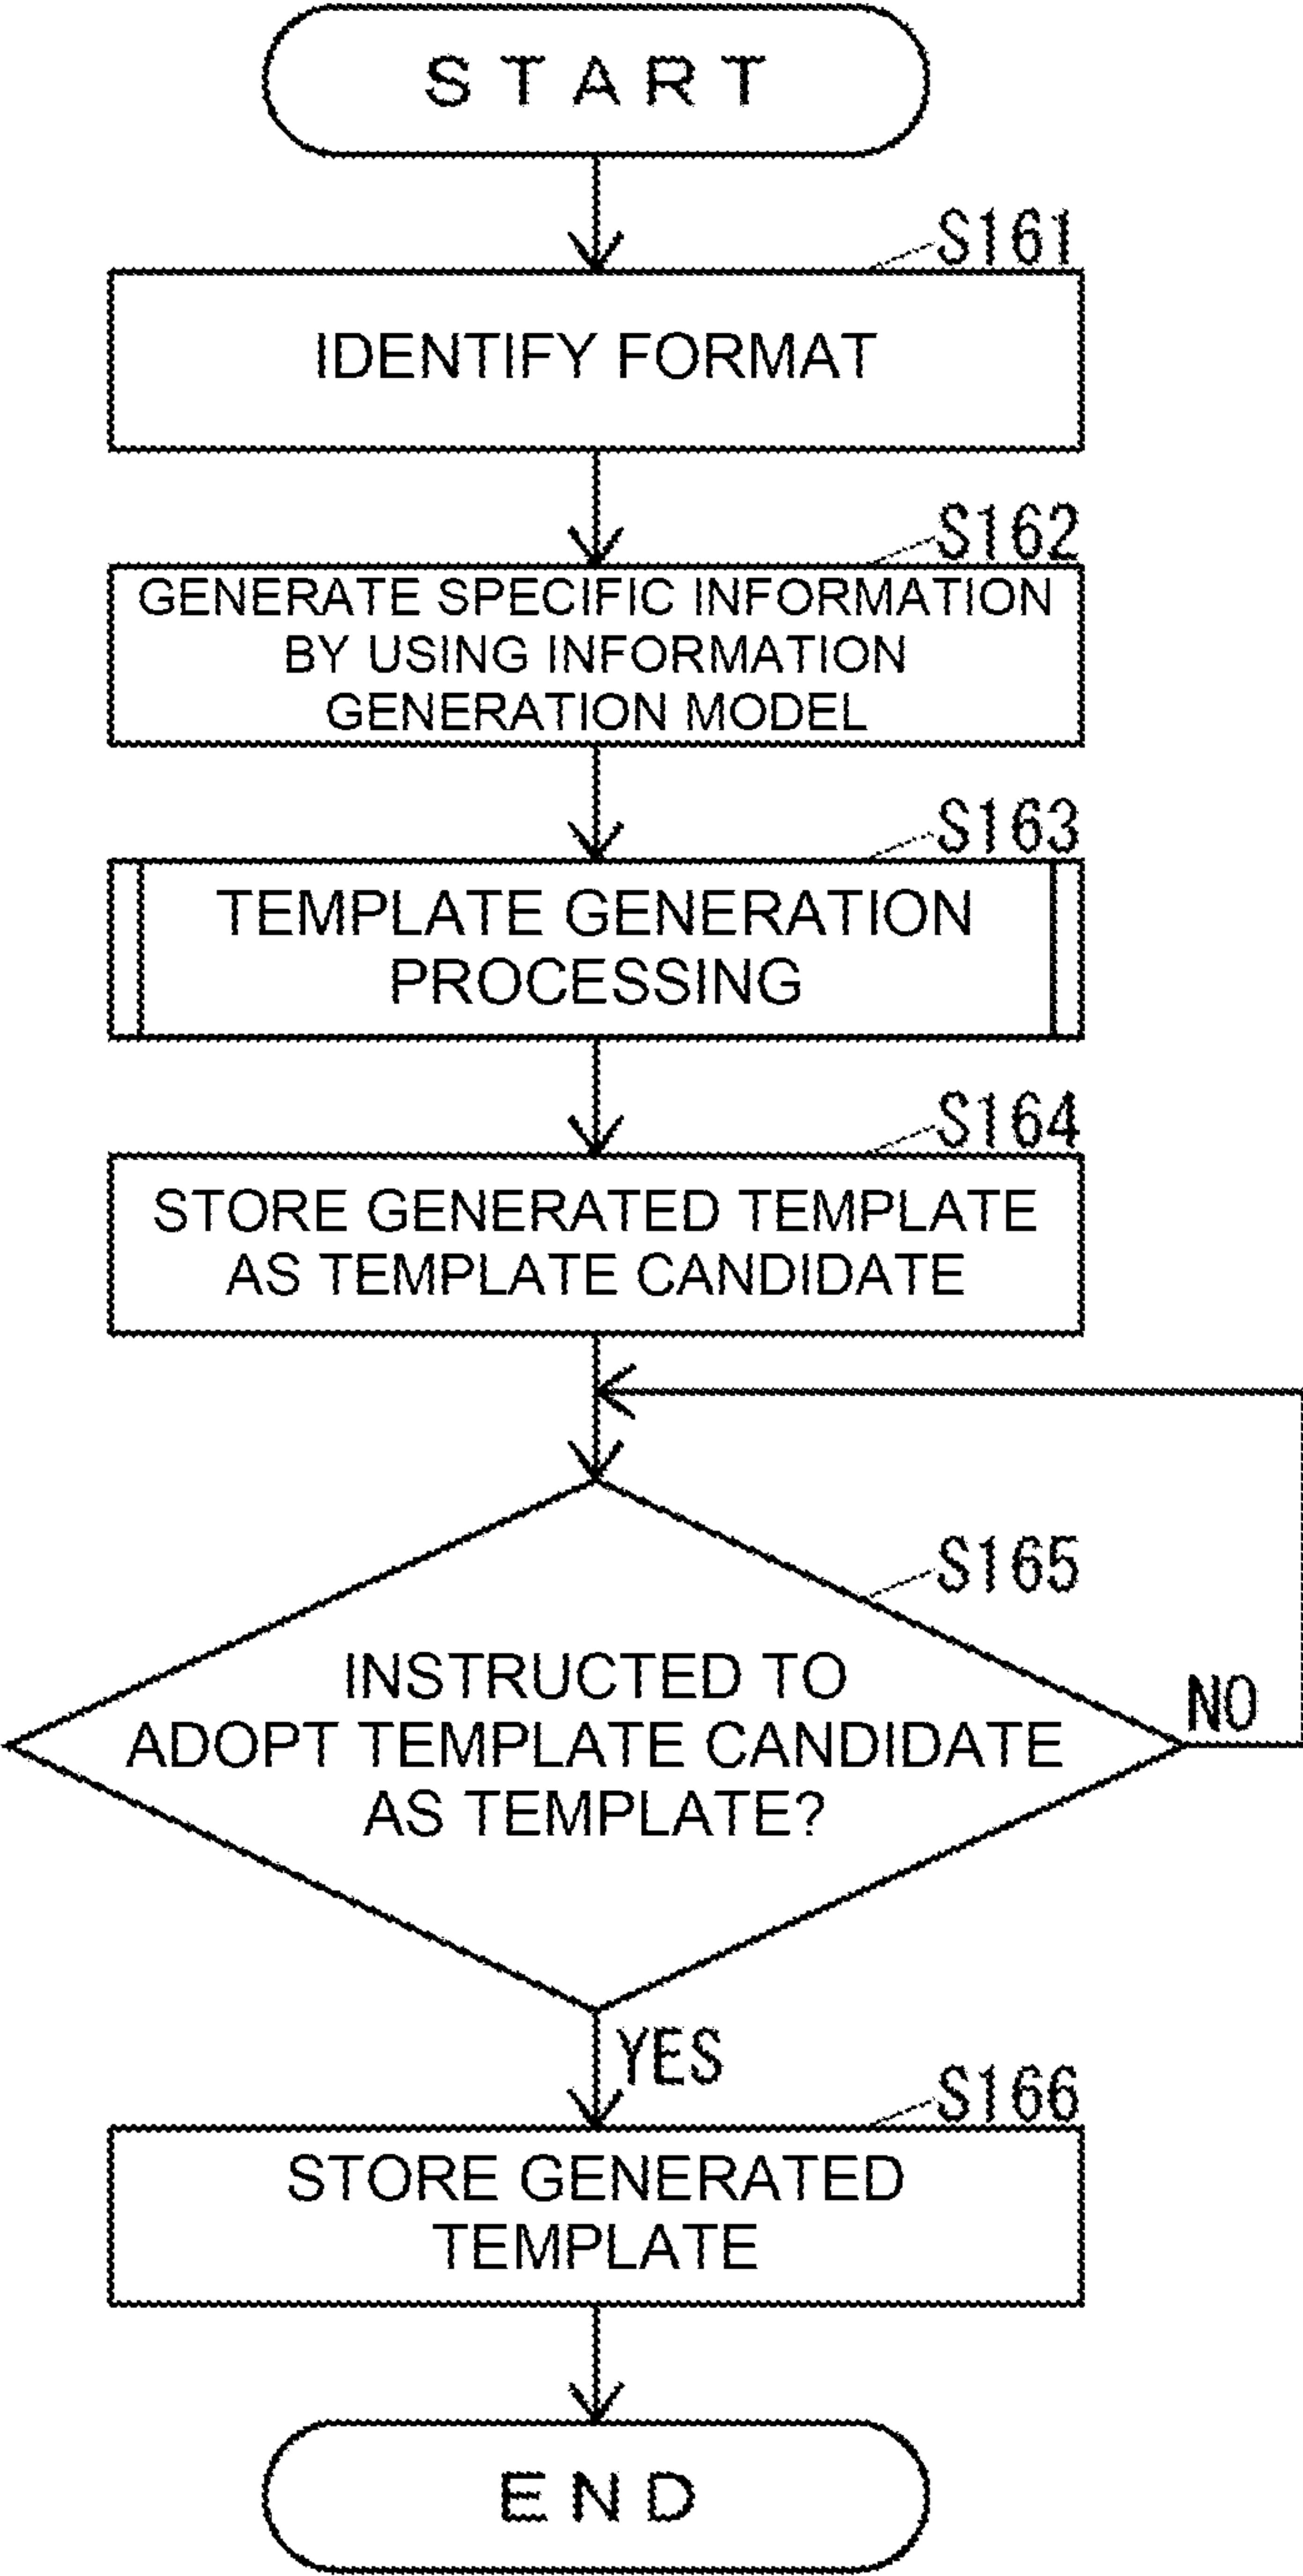 START
S161
IDENTIFY FORMAT
S162
GENERATE SPECIFIC INFORMATION
BY USING INFORMATION
GENERATION MODEL
S163
TEMPLATE GENERATION
PROCESSING
S164
STORE GENERATED TEMPLATE
AS TEMPLATE CANDIDATE
S165
INSTRUCTED TO
ADOPT TEMPLATE CANDIDATE
AS TEMPLATE?
NO
YES
S166
STORE GENERATED
TEMPLATE
END